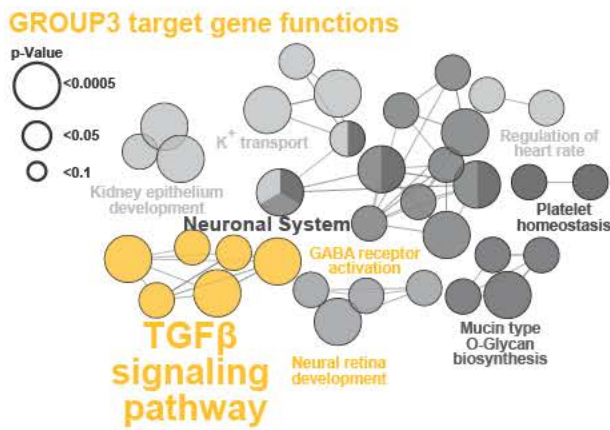 GROUP3 target gene functions
p-Value
<0.0005
<0.05
<0.1
K+ transport
Regulation of
heart rate
Kidney epithelium
development
Neuronal System
Platelet
homeostasis
GABA receptor
activation
TGFβ
signaling
pathway
Neural retina
development
Mucin type
O-Glycan
biosynthesis